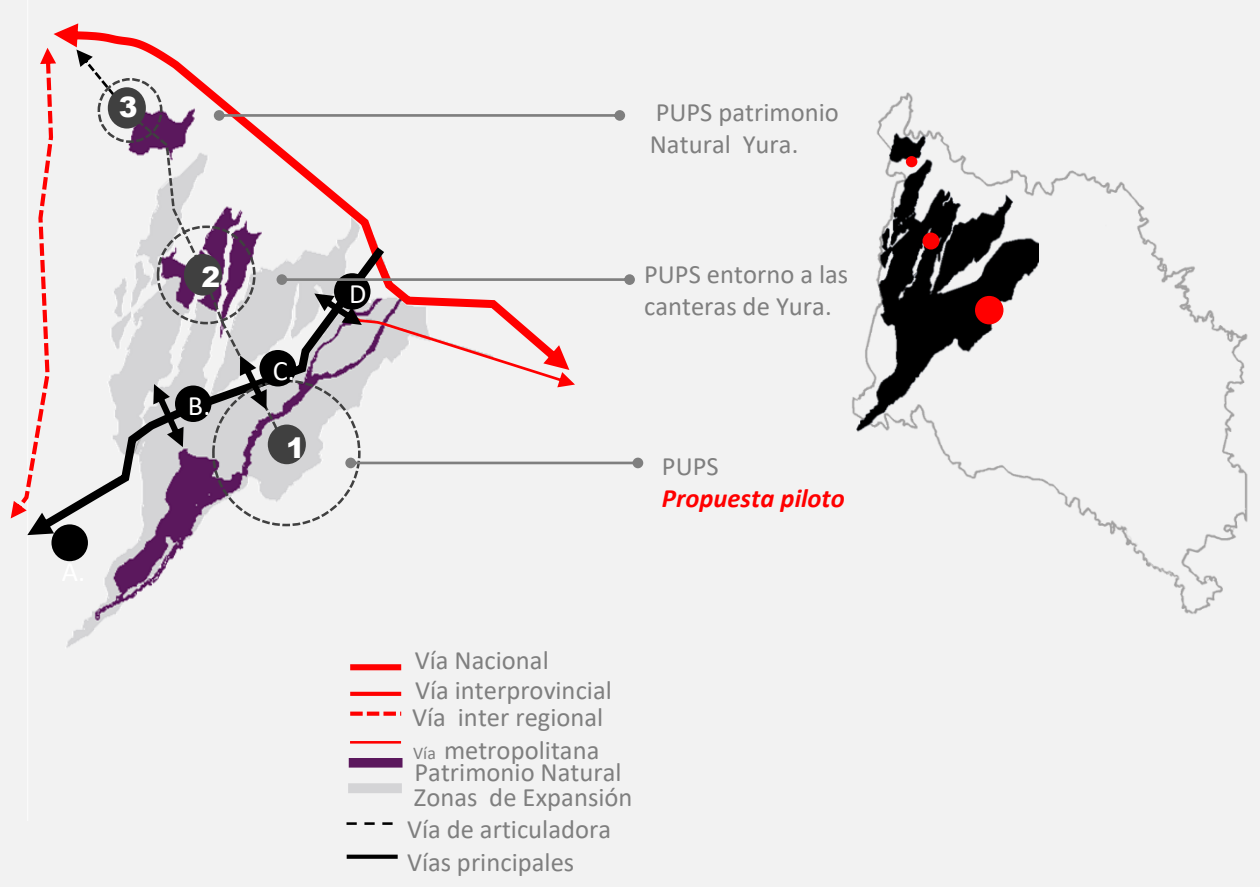 3
PUPS patrimonio
Natural Yura.
2
D
PUPS entorno a las
canteras de Yura.
C.
B.
1
PUPS
Propuesta piloto
A.
Vía Nacional
Vía interprovincial
Vía inter regional
Vía metropolitana
Patrimonio Natural
Zonas de Expansión
Vía de articuladora
Vías principales